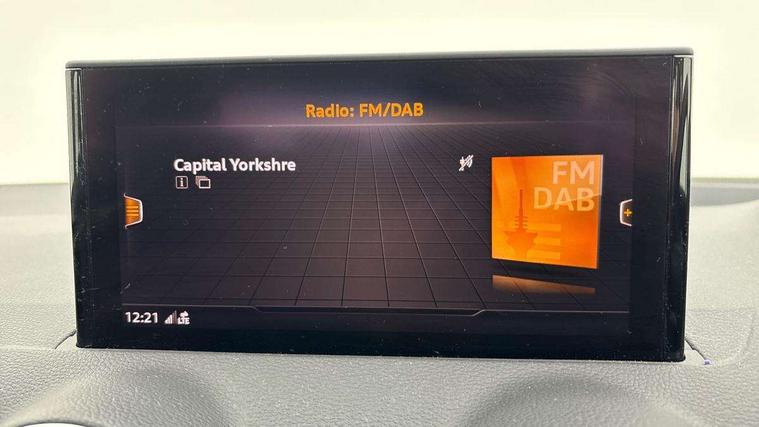 Radio: FM/DAB
Capital Yorkshre
FM
DAB
12:21 LTE